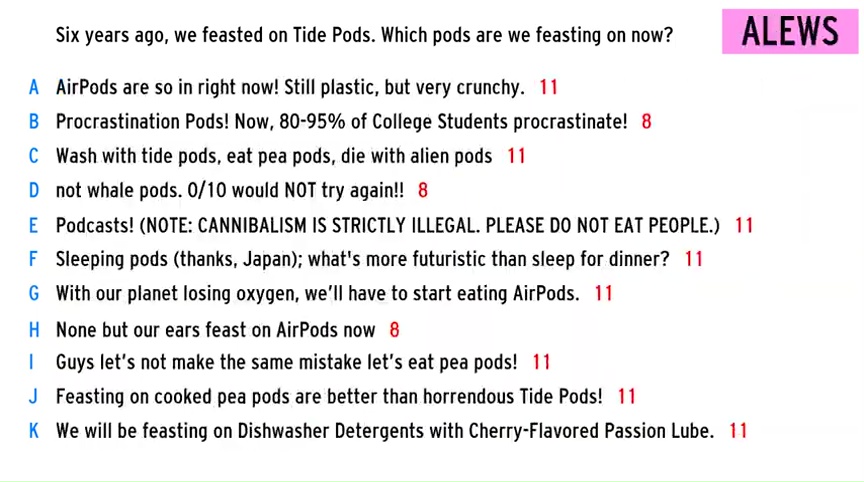 Six years ago, we feasted on Tide Pods. Which pods are we feasting on now?
ALEWS
A AirPods are so in right now! Still plastic, but very crunchy. 11
B Procrastination Pods! Now, 80-95% of College Students procrastinate! 8
C Wash with tide pods, eat pea pods, die with alien pods 11
D not whale pods. 0/10 would NOT try again!! 8
E Podcasts! (NOTE: CANNIBALISM IS STRICTLY ILLEGAL. PLEASE DO NOT EAT PEOPLE.) 11
F Sleeping pods (thanks, Japan); what's more futuristic than sleep for dinner? 11
G With our planet losing oxygen, we'll have to start eating AirPods. 11
H None but our ears feast on AirPods now 8
I Guys let's not make the same mistake let's eat pea pods! 11
J Feasting on cooked pea pods are better than horrendous Tide Pods! 11
K We will be feasting on Dishwasher Detergents with Cherry-Flavored Passion Lube. 11